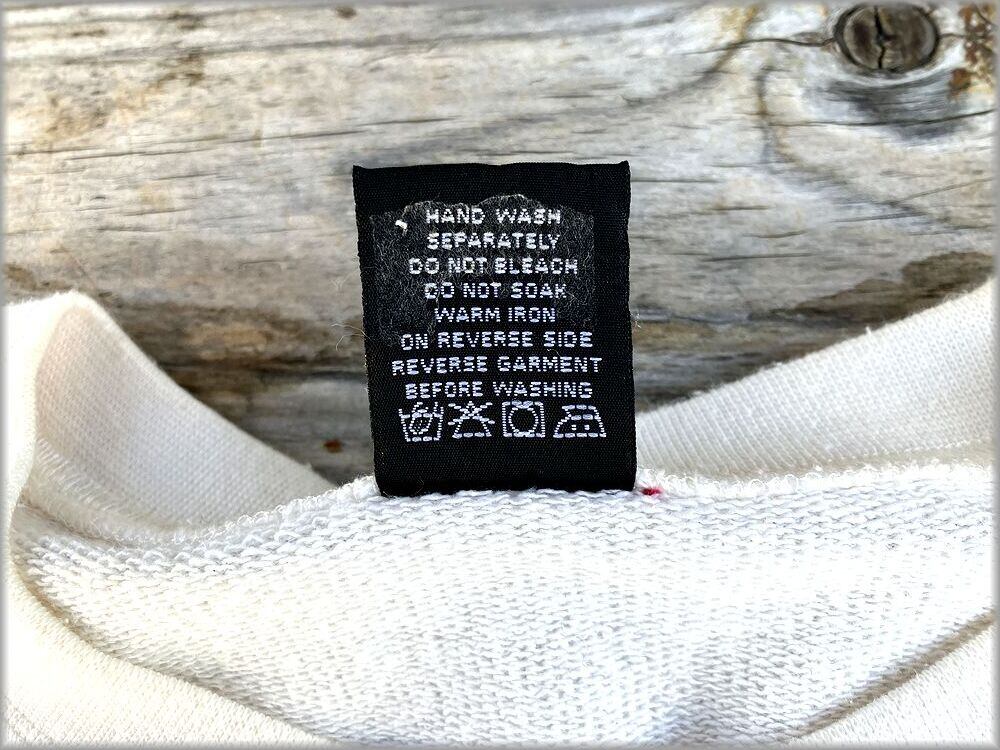 HAND WASH
SEPARATELY
DO NOT BLEACH
DO NOT SOAK
WARM IRON
ON REVERSE SIDE
REVERSE GARMENT
BEFORE WASHING